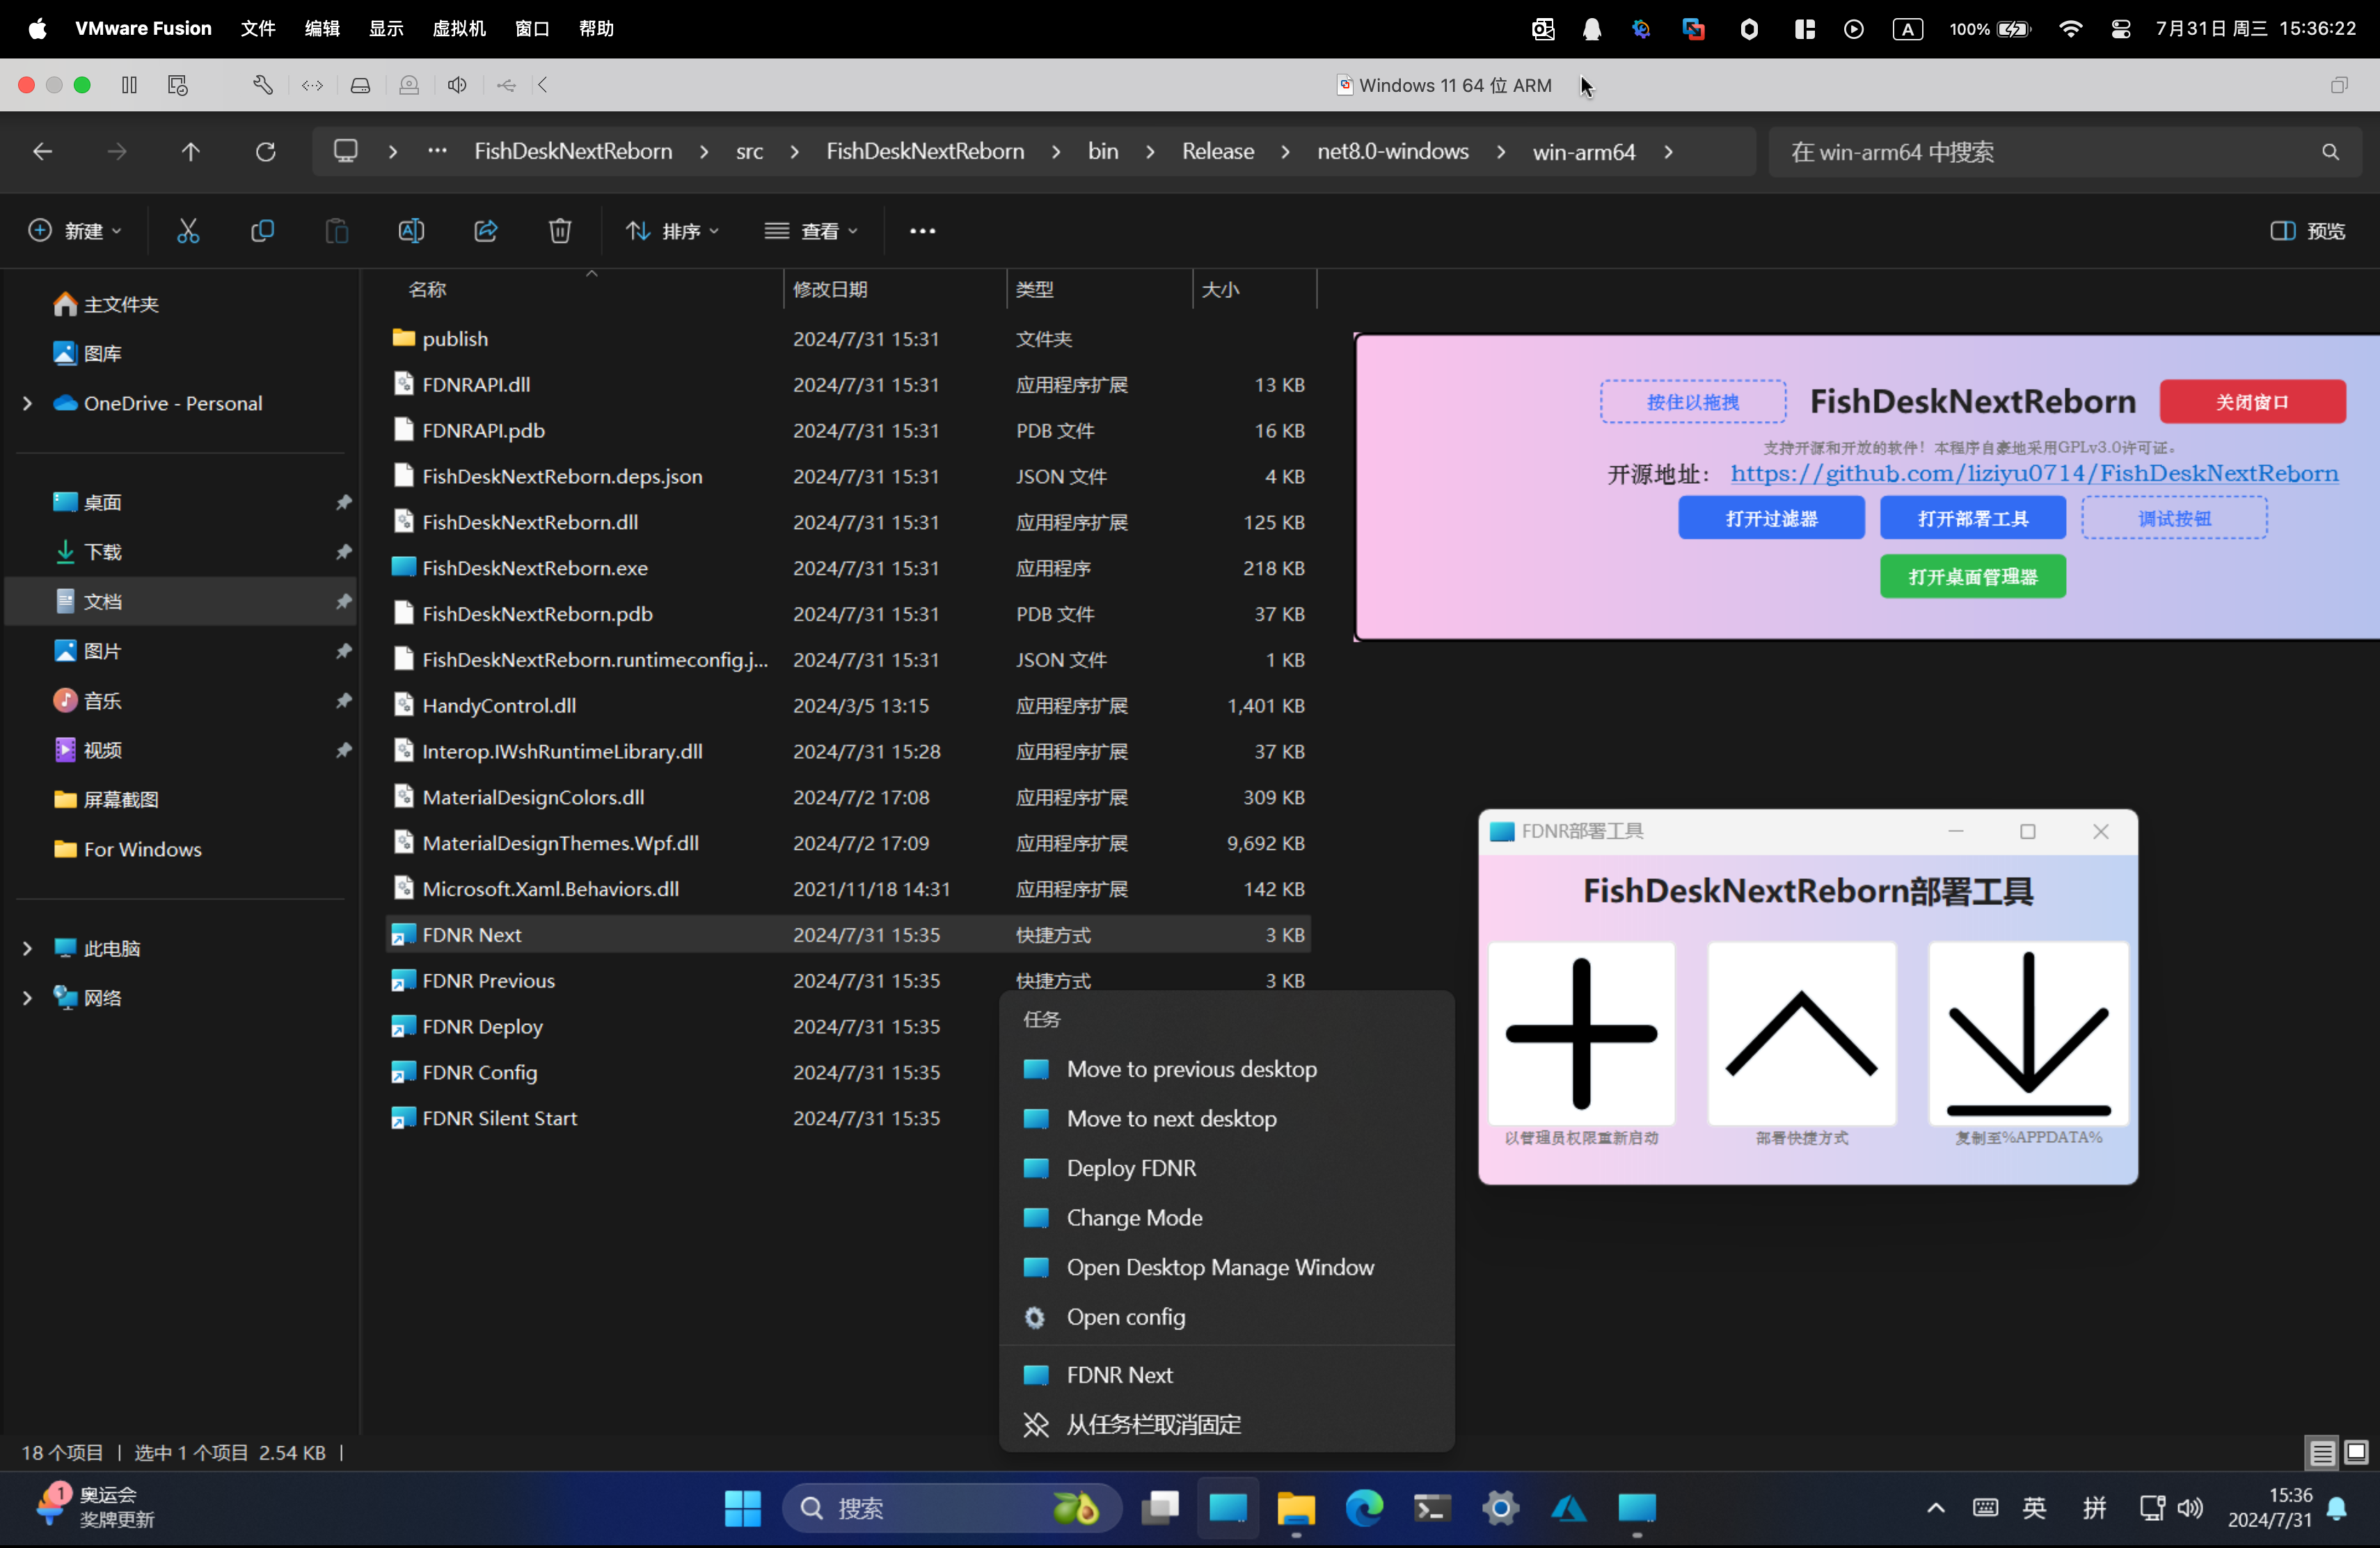 VMware Fusion 文件 编辑 显示 虚拟机 窗口 帮助 A 100% 7月31日 周三 15:36:22
Windows 11 64 位 ARM
FishDeskNextReborn src FishDeskNextReborn bin Release net8.0-windows win-arm64 在 win-arm64 中搜索
新建 排序 查看 预览
主文件夹
图库
OneDrive - Personal
桌面
下载
文档
图片
音乐
视频
屏幕截图
For Windows
此电脑
网络
名称 修改日期 类型 大小
publish 2024/7/31 15:31 文件夹
FDNRAPI.dll 2024/7/31 15:31 应用程序扩展 13 KB
FDNRAPI.pdb 2024/7/31 15:31 PDB 文件 16 KB
FishDeskNextReborn.deps.json 2024/7/31 15:31 JSON 文件 4 KB
FishDeskNextReborn.dll 2024/7/31 15:31 应用程序扩展 125 KB
FishDeskNextReborn.exe 2024/7/31 15:31 应用程序 218 KB
FishDeskNextReborn.pdb 2024/7/31 15:31 PDB 文件 37 KB
FishDeskNextReborn.runtimeconfig.j... 2024/7/31 15:31 JSON 文件 1 KB
HandyControl.dll 2024/3/5 13:15 应用程序扩展 1,401 KB
Interop.IWshRuntimeLibrary.dll 2024/7/31 15:28 应用程序扩展 37 KB
MaterialDesignColors.dll 2024/7/2 17:08 应用程序扩展 309 KB
MaterialDesignThemes.Wpf.dll 2024/7/2 17:09 应用程序扩展 9,692 KB
Microsoft.Xaml.Behaviors.dll 2021/11/18 14:31 应用程序扩展 142 KB
FDNR Next 2024/7/31 15:35 快捷方式 3 KB
FDNR Previous 2024/7/31 15:35 快捷方式 3 KB
FDNR Deploy 2024/7/31 15:35
FDNR Config 2024/7/31 15:35
FDNR Silent Start 2024/7/31 15:35
按住以拖拽 FishDeskNextReborn 关闭窗口
支持开源和开放的软件！本程序自豪地采用GPLv3.0许可证。
开源地址： https://github.com/liziyu0714/FishDeskNextReborn
打开过滤器 打开部署工具 调试按钮
打开桌面管理器
FDNR部署工具
FishDeskNextReborn部署工具
以管理员权限重新启动 部署快捷方式 复制至%APPDATA%
任务
Move to previous desktop
Move to next desktop
Deploy FDNR
Change Mode
Open Desktop Manage Window
Open config
FDNR Next
从任务栏取消固定
18 个项目 | 选中 1 个项目 2.54 KB |
1 奥运会
奖牌更新
搜索
英 拼
15:36
2024/7/31